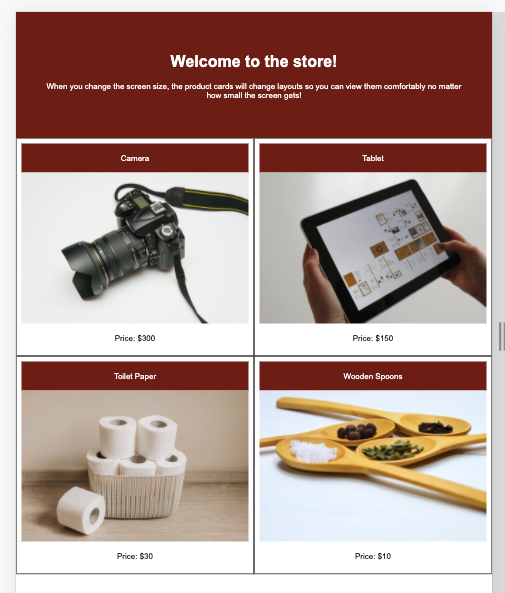 Welcome to the store!
When you change the screen size, the product cards will change layouts so you can view them comfortably no matter
how small the screen gets!
Camera
Tablet
Price: $300
Price: $150
Toilet Paper
Wooden Spoons
Price: $30
Price: $10